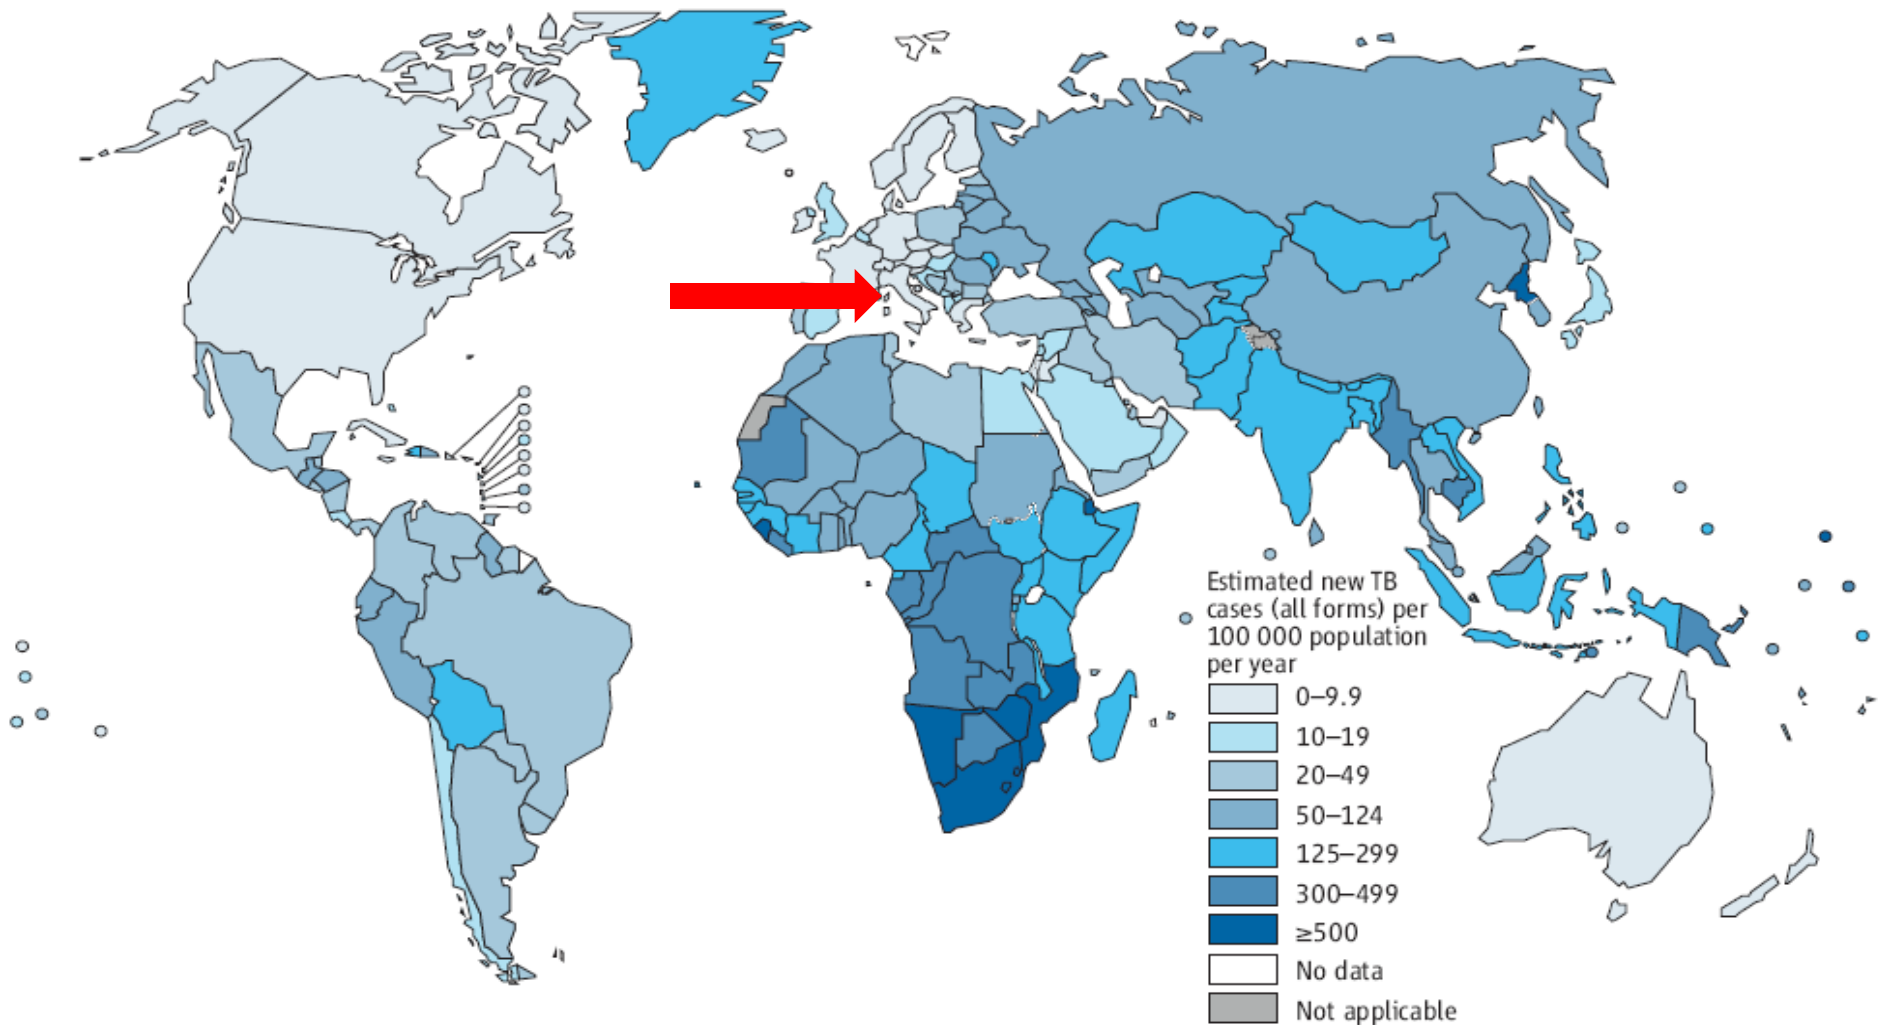 Estimated new TB
cases (all forms) per
100 000 population
per year
0–9.9
10–19
20–49
50–124
125–299
300–499
≥500
No data
Not applicable